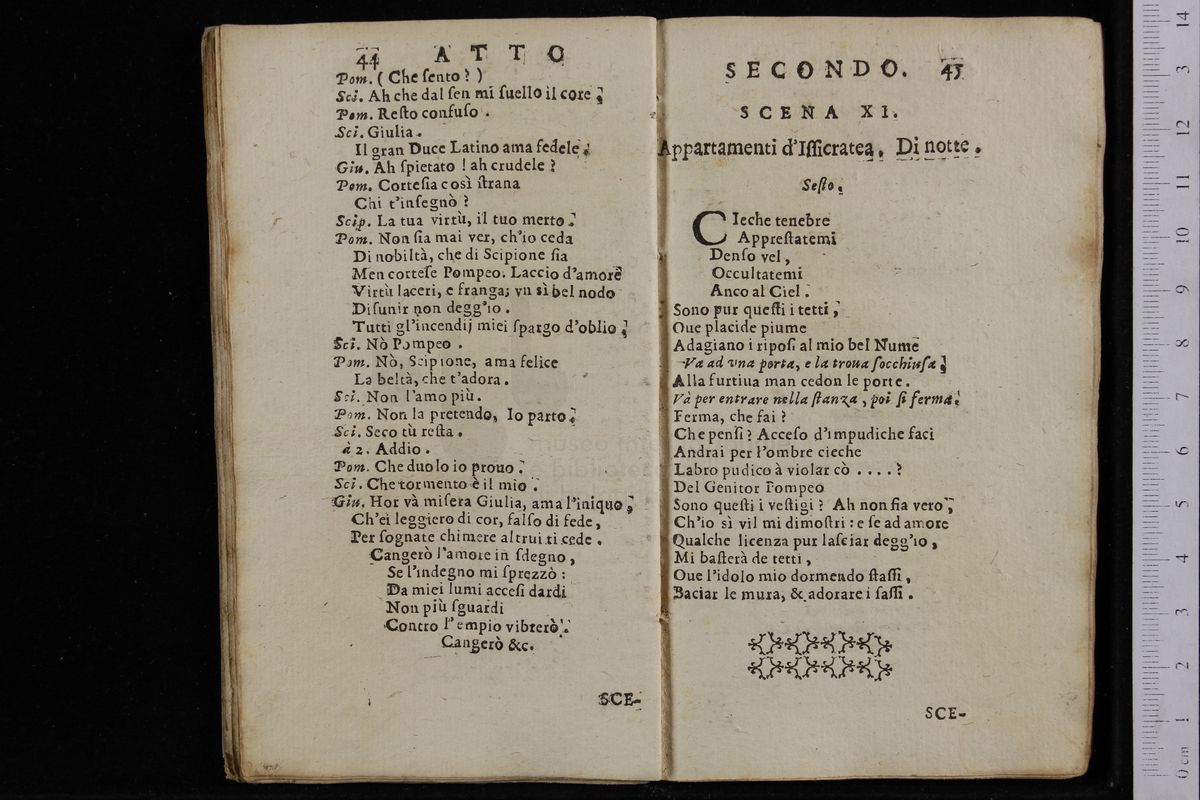 44 ATTO
Pom. ( Che ſento ? )
Sci. Ah che dal ſen mi ſuello il core ;
Pom. Reſto confuſo .
Sci. Giulia .
Il gran Duce Latino ama fedele .
Giu. Ah ſpietato ! ah crudele ?
Pom. Corteſia così ſtrana
Chi t'inſegnò ?
Scip. La tua virtù, il tuo merto .
Pom. Non ſia mai ver, ch'io ceda
Di nobiltà, che di Scipione ſia
Men corteſe Pompeo. Laccio d'amore
Virtù laceri, e franga; vn sì bel nodo
Diſunir non degg'io .
Tutti gl'incendij miei ſpargo d'oblio ;
Sci. Nò Pompeo .
Pom. Nò, Scipione, ama felice
La beltà, che t'adora .
Sci. Non l'amo più.
Pom. Non la pretendo, Io parto .
Sci. Seco tù reſta .
à 2. Addio .
Pom. Che duolo io prouo .
Sci. Che tormento è il mio .
Giu. Hor và miſera Giulia, ama l'iniquo ;
Ch'ei leggiero di cor, falſo di fede ,
Per ſognate chimere altrui ti cede .
Cangerò l'amore in ſdegno ,
Se l'indegno mi ſprezzò :
Da miei lumi acceſi dardi
Non più ſguardi
Contro l'empio vibrerò .
Cangerò &c.
SCE-
SECONDO. 45
SCENA XI.
Appartamenti d'Iſſicratea, Di notte .
Seſto .
CIeche tenebre
Appreſtatemi
Denſo vel ,
Occultatemi
Anco al Ciel .
Sono pur queſti i tetti ,
Oue placide piume
Adagiano i ripoſi al mio bel Nume
Va ad vna porta, e la troua ſocchiuſa ;
Alla furtiua man cedon le porte .
Và per entrare nella ſtanza , poi ſi ferma .
Ferma, che fai ?
Che penſi ? Acceſo d'impudiche faci
Andrai per l'ombre cieche
Labro pudico à violar cò . . . . ?
Del Genitor Pompeo
Sono queſti i veſtigi ? Ah non ſia vero ,
Ch'io sì vil mi dimoſtri : e ſe ad amore
Qualche licenza pur laſciar degg'io ,
Mi baſterà de tetti ,
Oue l'idolo mio dormendo ſtaſſi ,
Baciar le mura, & adorare i ſaſſi .
SCE-